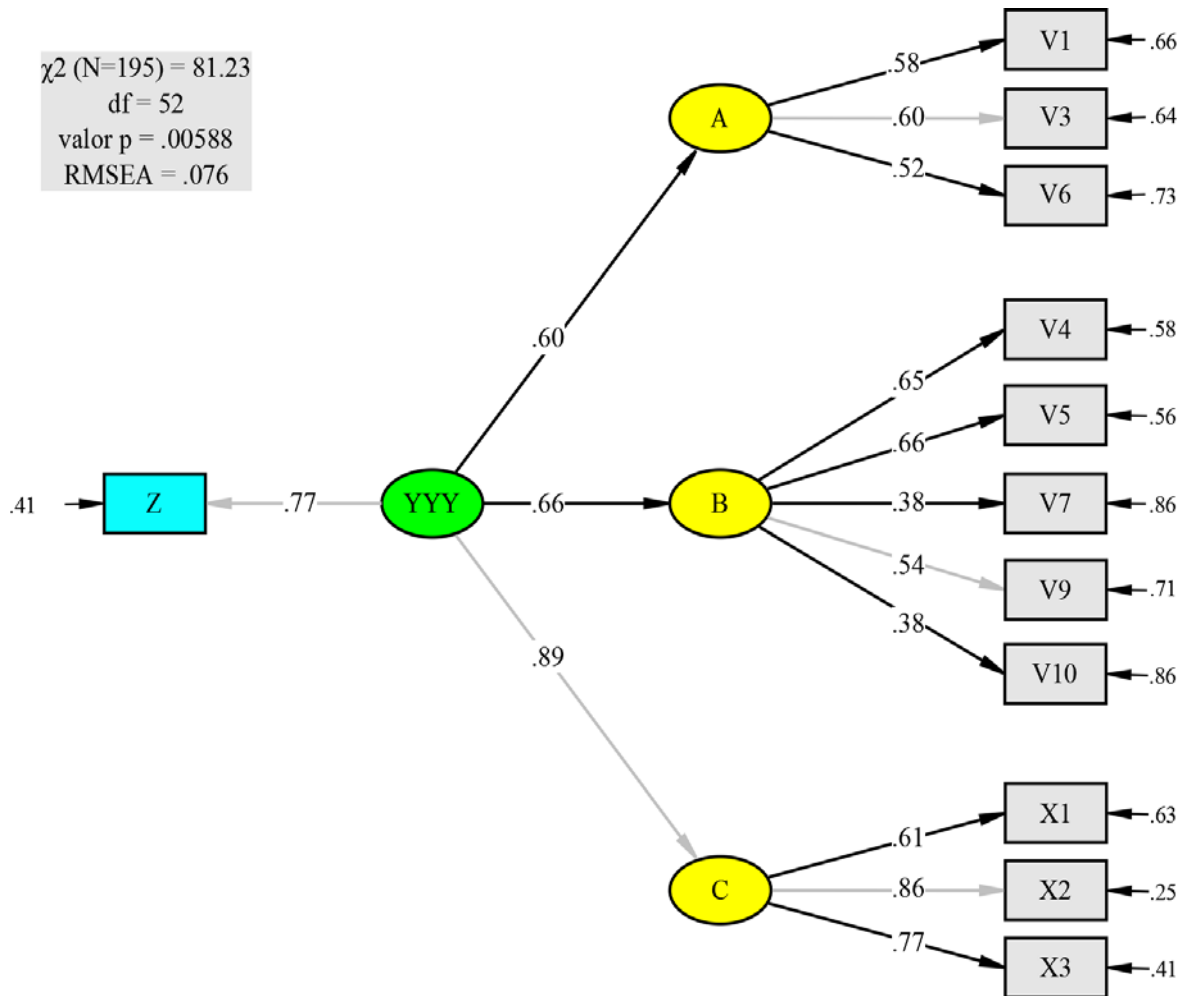 χ2 (N=195) = 81.23
df = 52
valor p = .00588
RMSEA = .076
.58
V1
.66
A
.60
V3
.64
.52
V6
.73
.60
.65
V4
.58
.66
V5
.56
.41
Z
.77
YYY
.66
B
.38
V7
.86
.54
V9
.71
.38
V10
.86
.89
.61
X1
.63
C
.86
X2
.25
.77
X3
.41